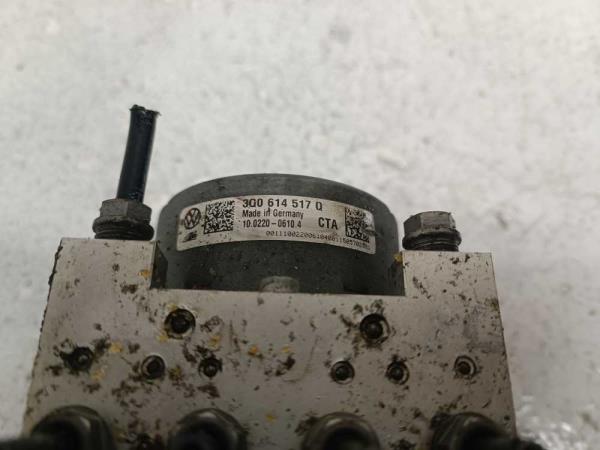 3Q0 614 517 Q
Made in Germany
10.0220-0610.4 CTA